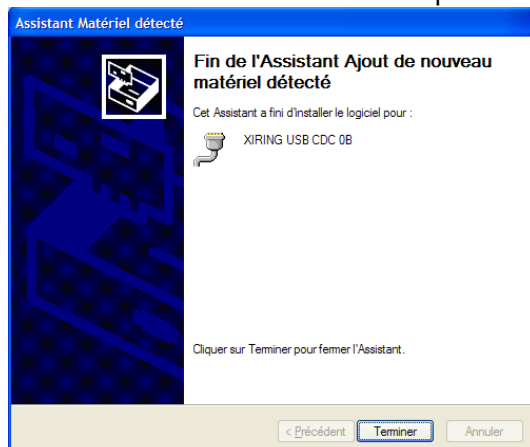 Assistant Matériel détecté
Fin de l'Assistant Ajout de nouveau
matériel détecté
Cet Assistant a fini d'installer le logiciel pour :
XIRING USB CDC 0B
Cliquer sur Terminer pour fermer l'Assistant.
< Précédent
Terminer
Annuler